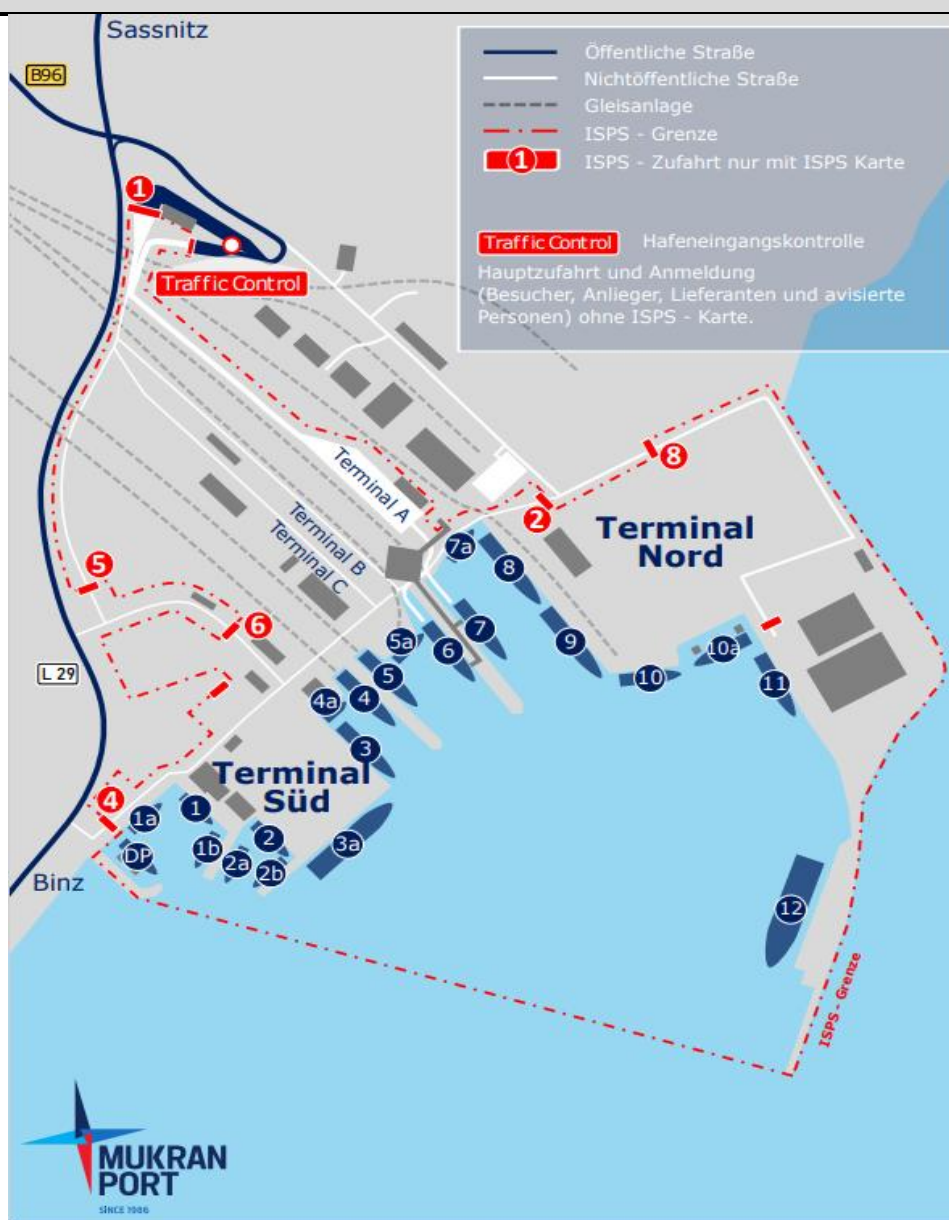 Sassnitz
B96
Öffentliche Straße
Nichtöffentliche Straße
Gleisanlage
ISPS - Grenze
1 ISPS - Zufahrt nur mit ISPS Karte
Traffic Control Hafeneingangskontrolle
Hauptzufahrt und Anmeldung
(Besucher, Anlieger, Lieferanten und avisierte
Personen) ohne ISPS - Karte.
1
Traffic Control
8
2
Terminal A
Terminal B
Terminal C
Terminal
Nord
7a
8
5
6
7
9
5a
6
10a
10
11
L 29
5
4
4a
3
Terminal
Süd
4
1a
1
DP
1b
2
2a
2b
3a
Binz
12
ISPS - Grenze
MUKRAN
PORT
SINCE 1986